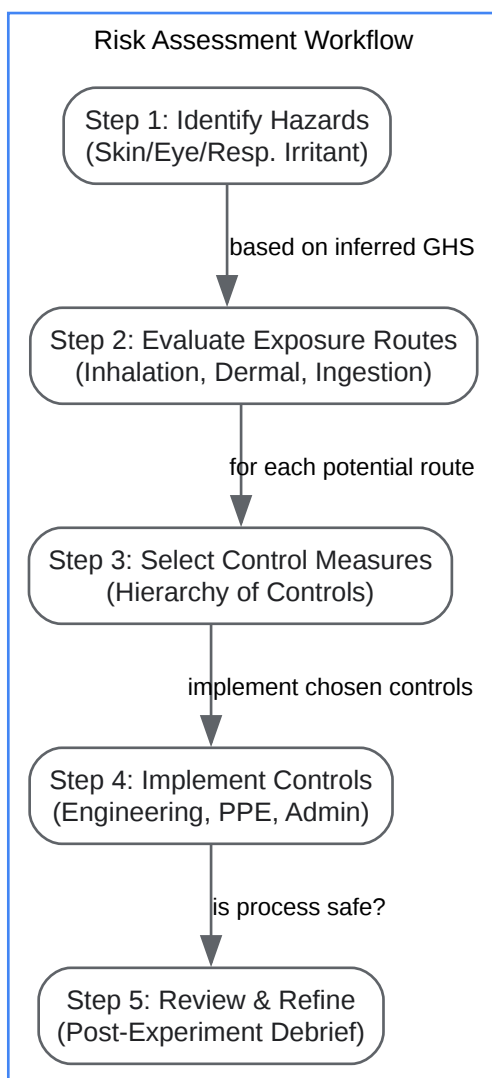 Risk Assessment Workflow
Step 1: Identify Hazards
(Skin/Eye/Resp. Irritant)
based on inferred GHS
Step 2: Evaluate Exposure Routes
(Inhalation, Dermal, Ingestion)
for each potential route
Step 3: Select Control Measures
(Hierarchy of Controls)
implement chosen controls
Step 4: Implement Controls
(Engineering, PPE, Admin)
is process safe?
Step 5: Review & Refine
(Post-Experiment Debrief)